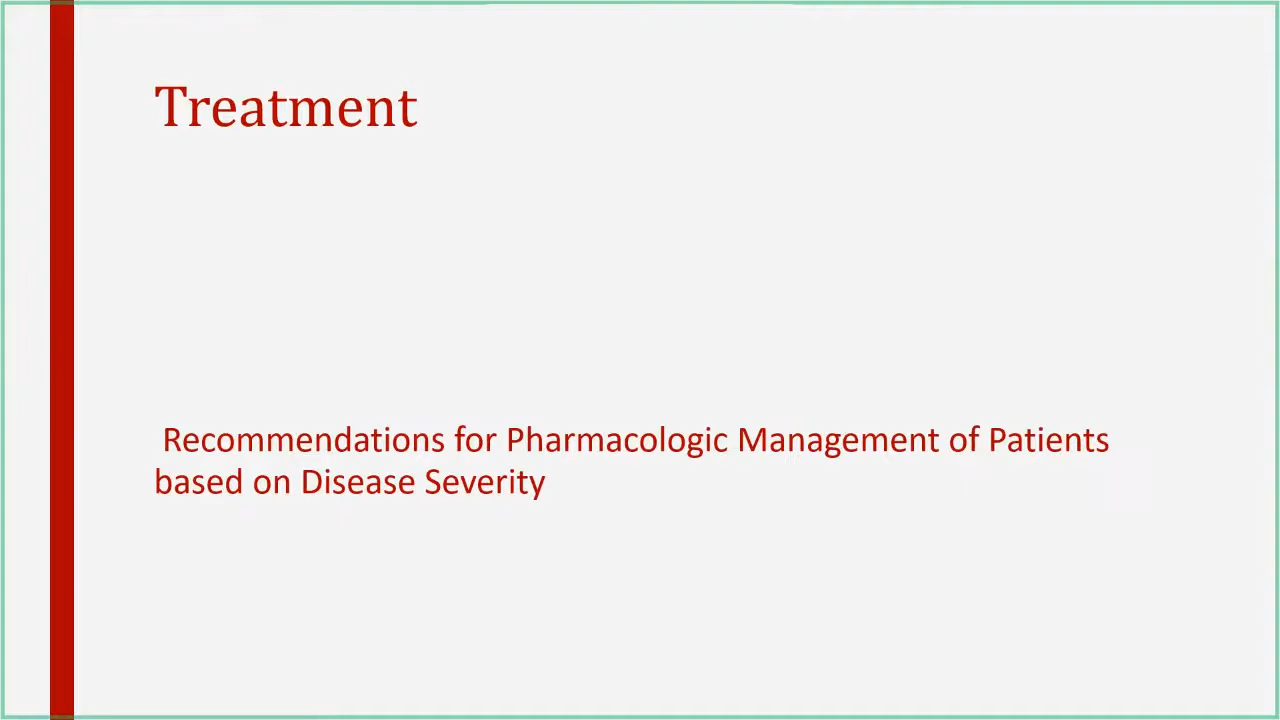 Treatment
Recommendations for Pharmacologic Management of Patients
based on Disease Severity